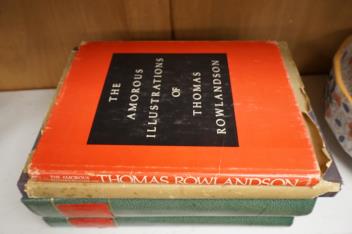 THE
AMOROUS
ILLUSTRATIONS
OF
THOMAS
ROWLANDSON
THE AMOROUS
THOMAS ROWLANDSON